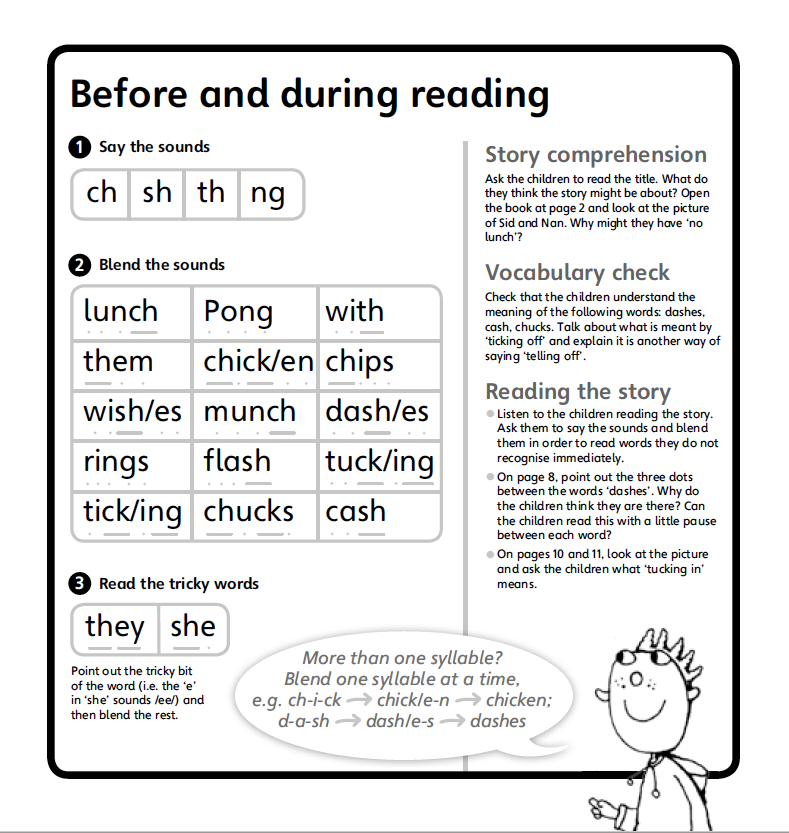 Before and during reading
1 Say the sounds
ch sh th ng
2 Blend the sounds
lunch Pong with
them chick/en chips
wish/es munch dash/es
rings flash tuck/ing
tick/ing chucks cash
3 Read the tricky words
they she
Point out the tricky bit
of the word (i.e. the ‘e’
in ‘she’ sounds /ee/) and
then blend the rest.
More than one syllable?
Blend one syllable at a time,
e.g. ch-i-ck → chick/e-n → chicken;
d-a-sh → dash/e-s → dashes
Story comprehension
Ask the children to read the title. What do
they think the story might be about? Open
the book at page 2 and look at the picture
of Sid and Nan. Why might they have ‘no
lunch’?
Vocabulary check
Check that the children understand the
meaning of the following words: dashes,
cash, chucks. Talk about what is meant by
‘ticking off’ and explain it is another way of
saying ‘telling off’.
Reading the story
• Listen to the children reading the story.
Ask them to say the sounds and blend
them in order to read words they do not
recognise immediately.
• On page 8, point out the three dots
between the words ‘dashes’. Why do
the children think they are there? Can
the children read this with a little pause
between each word?
• On pages 10 and 11, look at the picture
and ask the children what ‘tucking in’
means.